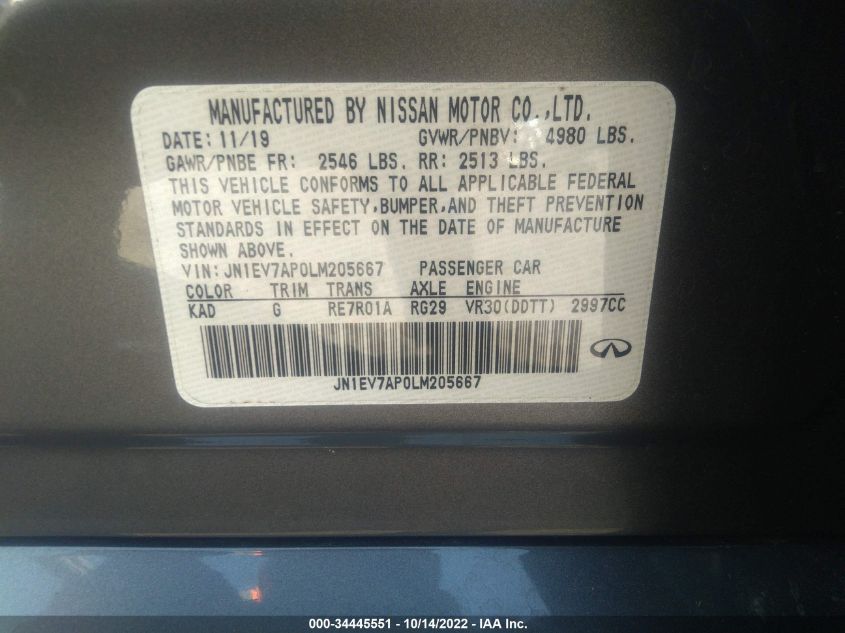 MANUFACTURED BY NISSAN MOTOR CO.,LTD.
DATE: 11/19 GVWR/PNBV: 4980 LBS.
GAWR/PNBE FR: 2546 LBS. RR: 2513 LBS.
THIS VEHICLE CONFORMS TO ALL APPLICABLE FEDERAL
MOTOR VEHICLE SAFETY,BUMPER,AND THEFT PREVENTION
STANDARDS IN EFFECT ON THE DATE OF MANUFACTURE
SHOWN ABOVE.
VIN: JN1EV7AP0LM205667 PASSENGER CAR
COLOR TRIM TRANS AXLE ENGINE
KAD G RE7R01A RG29 VR30(DDTT) 2997CC
JN1EV7AP0LM205667
000-34445551 - 10/14/2022 - IAA Inc.